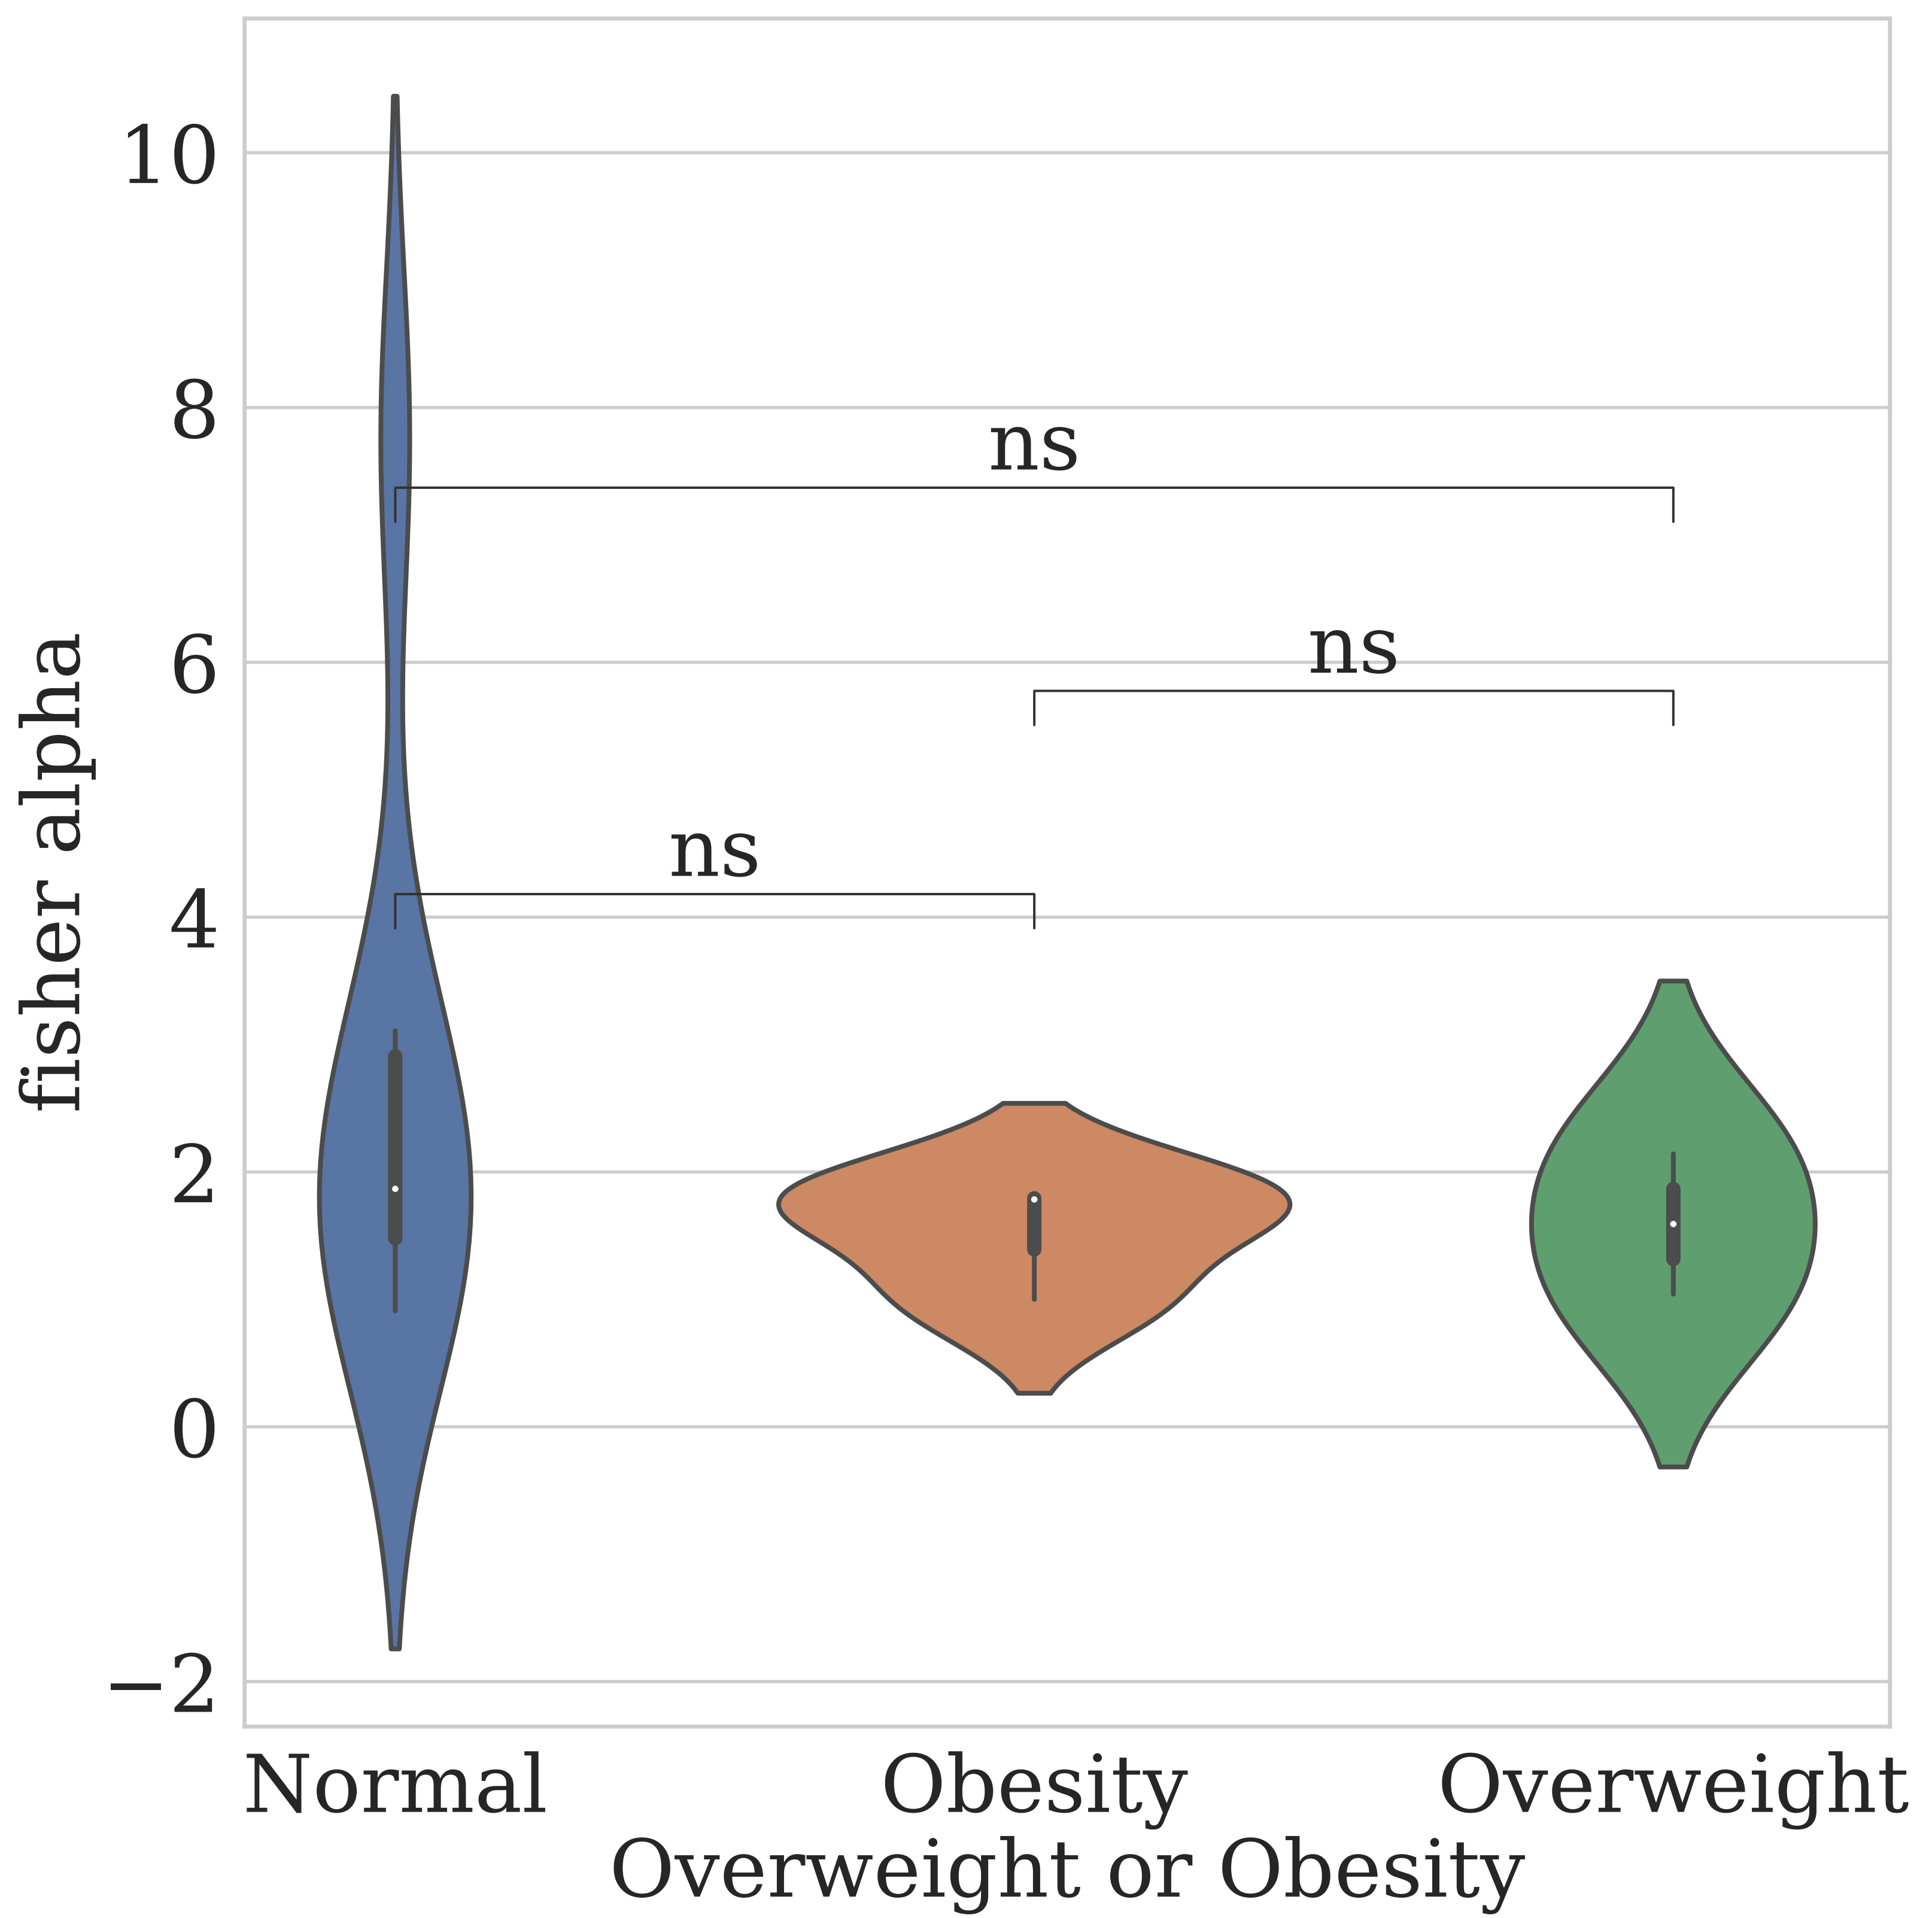 fisher alpha
10
8
6
4
2
0
−2
ns
ns
ns
Normal
Obesity
Overweight
Overweight or Obesity